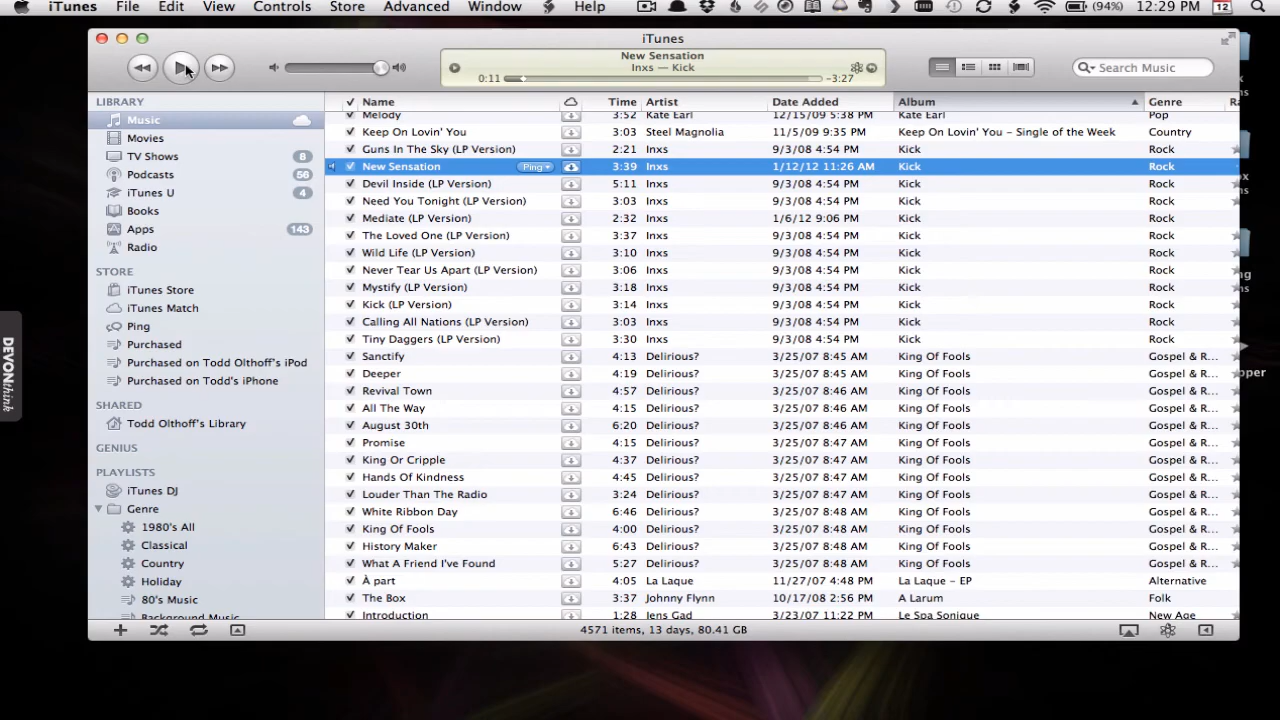 iTunes File Edit View Controls Store Advanced Window Help (94%) 12:29 PM 12
iTunes
New Sensation
Inxs — Kick
0:11 -3:27
Search Music
LIBRARY
Music
Movies
TV Shows 6
Podcasts 56
iTunes U 4
Books
Apps 143
Radio
STORE
iTunes Store
iTunes Match
Ping
Purchased
Purchased on Todd Olthoff's iPod
Purchased on Todd's iPhone
SHARED
Todd Olthoff's Library
GENIUS
PLAYLISTS
iTunes DJ
Genre
1980's All
Classical
Country
Holiday
80's Music
Background Music
Name Time Artist Date Added Album Genre Ra
Melody 3:52 Kate Earl 12/15/09 5:38 PM Kate Earl Pop
Keep On Lovin' You 3:03 Steel Magnolia 11/5/09 9:35 PM Keep On Lovin' You – Single of the Week Country
Guns In The Sky (LP Version) 2:21 Inxs 9/3/08 4:54 PM Kick Rock
New Sensation Ping 3:39 Inxs 1/12/12 11:26 AM Kick Rock
Devil Inside (LP Version) 5:11 Inxs 9/3/08 4:54 PM Kick Rock
Need You Tonight (LP Version) 3:03 Inxs 9/3/08 4:54 PM Kick Rock
Mediate (LP Version) 2:32 Inxs 1/6/12 9:06 PM Kick Rock
The Loved One (LP Version) 3:37 Inxs 9/3/08 4:54 PM Kick Rock
Wild Life (LP Version) 3:10 Inxs 9/3/08 4:54 PM Kick Rock
Never Tear Us Apart (LP Version) 3:06 Inxs 9/3/08 4:54 PM Kick Rock
Mystify (LP Version) 3:18 Inxs 9/3/08 4:54 PM Kick Rock
Kick (LP Version) 3:14 Inxs 9/3/08 4:54 PM Kick Rock
Calling All Nations (LP Version) 3:03 Inxs 9/3/08 4:54 PM Kick Rock
Tiny Daggers (LP Version) 3:30 Inxs 9/3/08 4:54 PM Kick Rock
Sanctify 4:13 Delirious? 3/25/07 8:45 AM King Of Fools Gospel & R...
Deeper 4:19 Delirious? 3/25/07 8:45 AM King Of Fools Gospel & R...
Revival Town 4:57 Delirious? 3/25/07 8:46 AM King Of Fools Gospel & R...
All The Way 4:15 Delirious? 3/25/07 8:46 AM King Of Fools Gospel & R...
August 30th 6:20 Delirious? 3/25/07 8:46 AM King Of Fools Gospel & R...
Promise 4:15 Delirious? 3/25/07 8:47 AM King Of Fools Gospel & R...
King Or Cripple 4:37 Delirious? 3/25/07 8:47 AM King Of Fools Gospel & R...
Hands Of Kindness 4:45 Delirious? 3/25/07 8:47 AM King Of Fools Gospel & R...
Louder Than The Radio 3:24 Delirious? 3/25/07 8:47 AM King Of Fools Gospel & R...
White Ribbon Day 6:46 Delirious? 3/25/07 8:48 AM King Of Fools Gospel & R...
King Of Fools 4:00 Delirious? 3/25/07 8:48 AM King Of Fools Gospel & R...
History Maker 6:43 Delirious? 3/25/07 8:48 AM King Of Fools Gospel & R...
What A Friend I've Found 5:27 Delirious? 3/25/07 8:48 AM King Of Fools Gospel & R...
À part 4:05 La Laque 11/27/07 4:48 PM La Laque – EP Alternative
The Box 3:37 Johnny Flynn 10/17/08 2:56 PM A Larum Folk
Introduction 1:28 Jens Gad 3/23/07 11:22 PM Le Spa Sonique New Age
4571 items, 13 days, 80.41 GB
DEVONthink